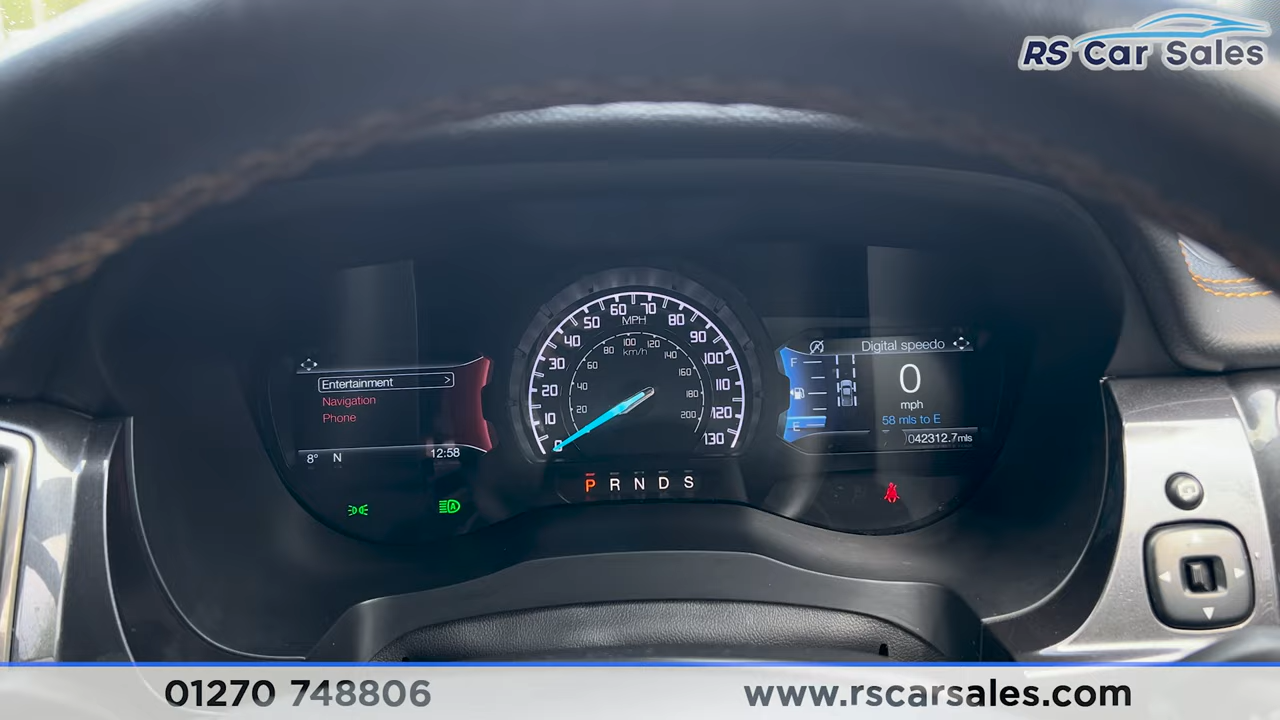 RS Car Sales
Entertainment >
Navigation
Phone
8° N 12:58
0 10 20 30 40 50 60 70 80 90 100 110 120 130
MPH
20 40 60 80 100 120 140 160 180 200
km/h
P R N D S
Digital speedo
F
E
0
mph
58 mls to E
042312.7mls
01270 748806
www.rscarsales.com